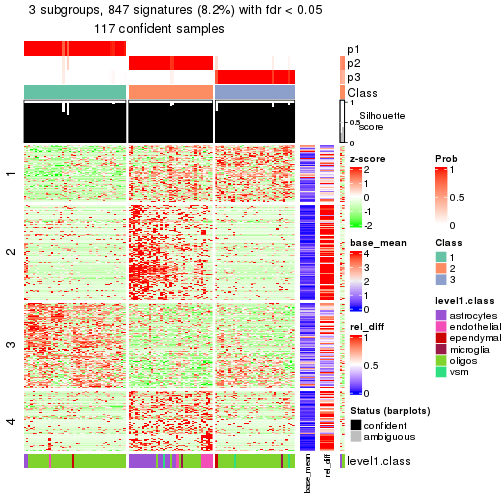 3 subgroups, 847 signatures (8.2%) with fdr < 0.05
117 confident samples
p1
p2
p3
Class
1
0.5
0
Silhouette
score
1
2
3
4
level1.class
base_mean
rel_diff
z-score
2
1
0
-1
-2
base_mean
4
3
2
1
0
rel_diff
1
0.5
0
Status (barplots)
confident
ambiguous
Prob
1
0.5
0
Class
1
2
3
level1.class
astrocytes
endothelial
ependymal
microglia
oligos
vsm